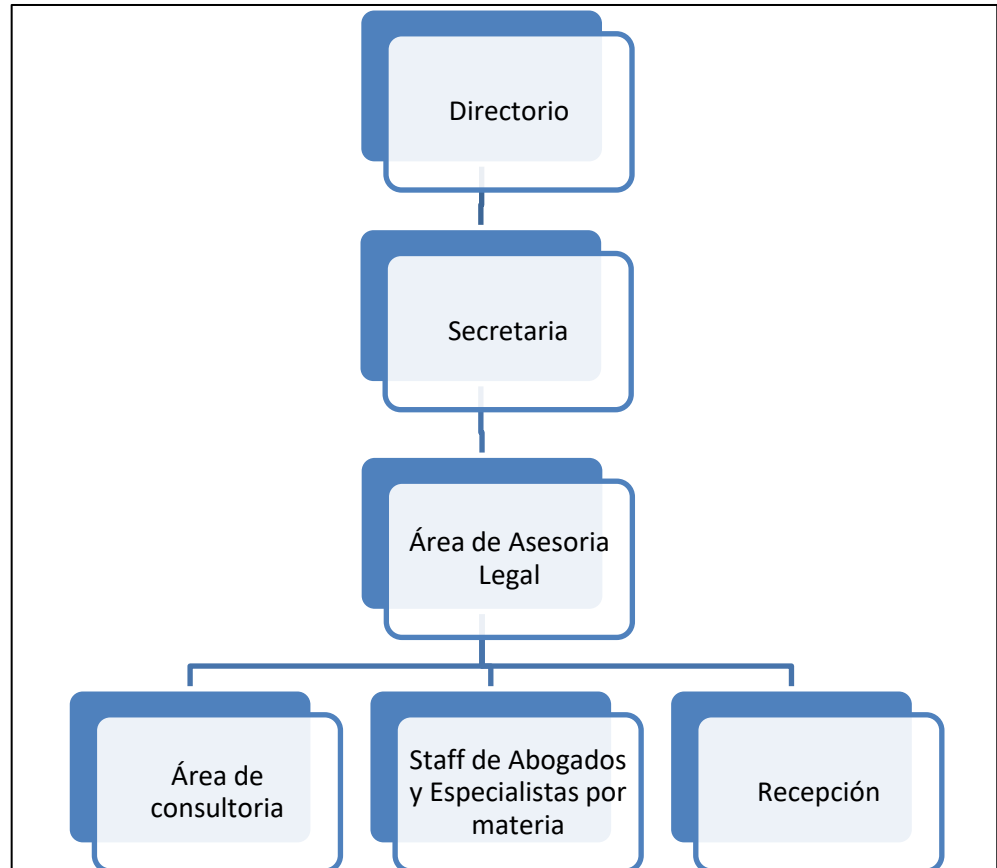 Directorio
Secretaria
Área de Asesoria
Legal
Área de
consultoria
Staff de Abogados
y Especialistas por
materia
Recepción